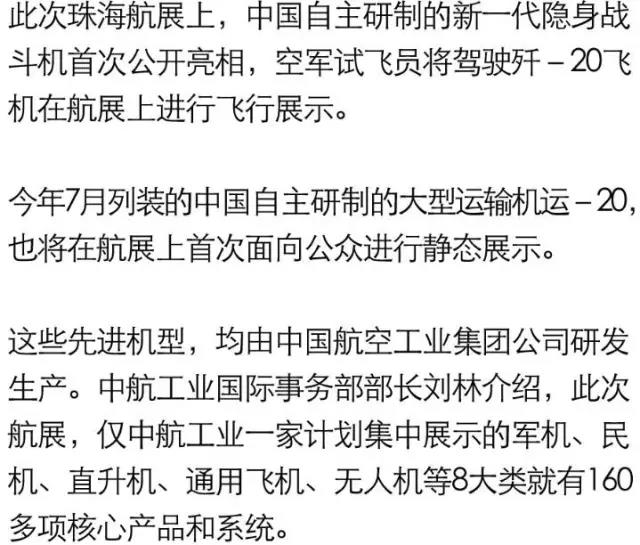 此次珠海航展上，中国自主研制的新一代隐身战
斗机首次公开亮相，空军试飞员将驾驶歼－20飞
机在航展上进行飞行展示。
今年7月列装的中国自主研制的大型运输机运－20，
也将在航展上首次面向公众进行静态展示。
这些先进机型，均由中国航空工业集团公司研发
生产。中航工业国际事务部部长刘林介绍，此次
航展，仅中航工业一家计划集中展示的军机、民
机、直升机、通用飞机、无人机等8大类就有160
多项核心产品和系统。